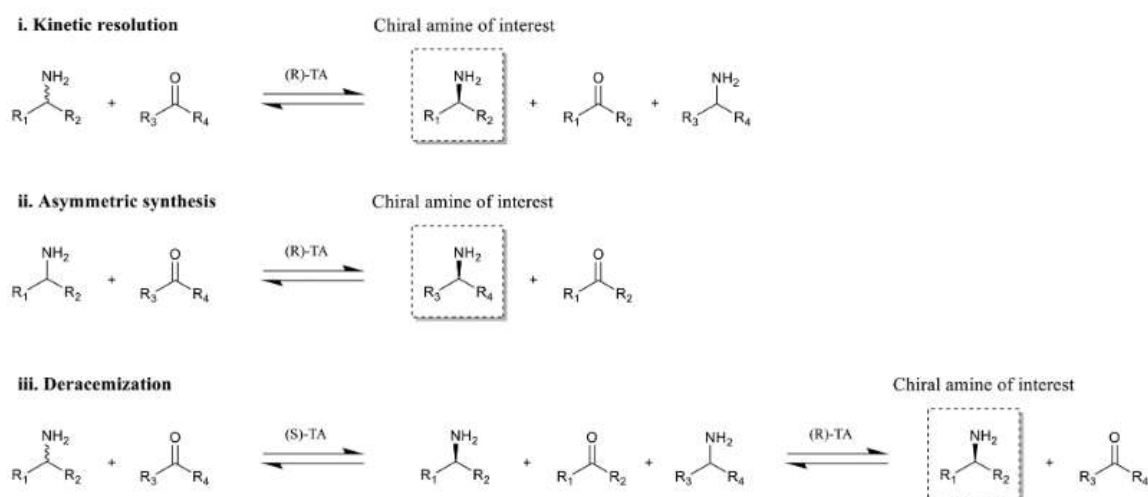 i. Kinetic resolution
Chiral amine of interest
NH₂ O (R)-TA NH₂ O NH₂
R₁ R₂ + R₃ R₄ R₁ R₂ + R₁ R₂ + R₃ R₄
ii. Asymmetric synthesis
Chiral amine of interest
NH₂ O (R)-TA NH₂ O
R₁ R₂ + R₃ R₄ R₃ R₄ + R₁ R₂
iii. Deracemization
Chiral amine of interest
NH₂ O (S)-TA NH₂ O NH₂ (R)-TA NH₂ O
R₁ R₂ + R₃ R₄ R₁ R₂ + R₁ R₂ + R₃ R₄ R₁ R₂ + R₃ R₄